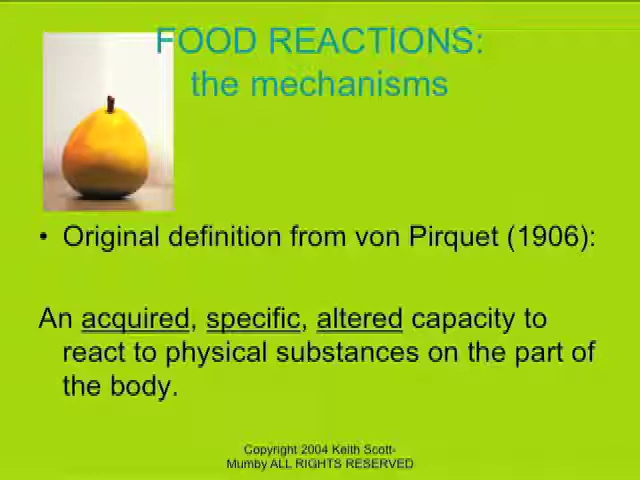 FOOD REACTIONS:
the mechanisms
• Original definition from von Pirquet (1906):
An acquired, specific, altered capacity to
react to physical substances on the part of
the body.
Copyright 2004 Keith Scott-
Mumby ALL RIGHTS RESERVED